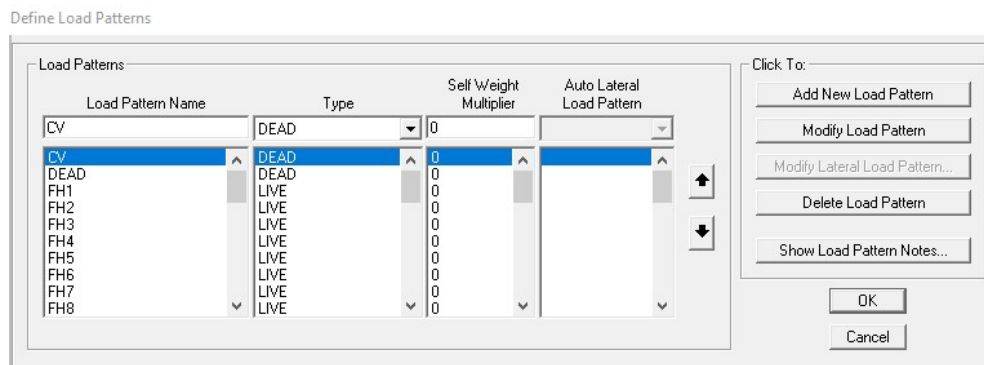 Define Load Patterns
Load Patterns
Click To:
Load Pattern Name
Type
Self Weight
Multiplier
Auto Lateral
Load Pattern
CV DEAD 0
CV DEAD 0
DEAD DEAD 0
FH1 LIVE 0
FH2 LIVE 0
FH3 LIVE 0
FH4 LIVE 0
FH5 LIVE 0
FH6 LIVE 0
FH7 LIVE 0
FH8 LIVE 0
Add New Load Pattern
Modify Load Pattern
Modify Lateral Load Pattern...
Delete Load Pattern
Show Load Pattern Notes...
OK
Cancel